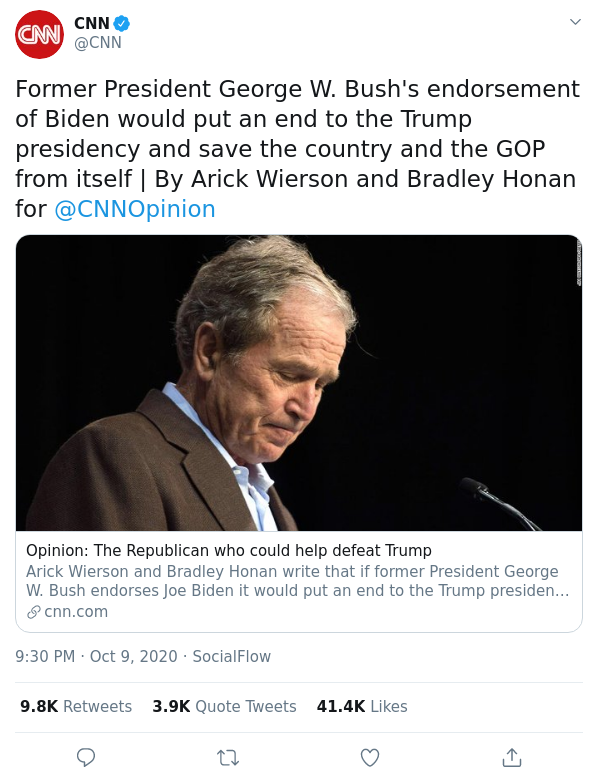 CNN
CNN
@CNN
Former President George W. Bush's endorsement
of Biden would put an end to the Trump
presidency and save the country and the GOP
from itself | By Arick Wierson and Bradley Honan
for @CNNOpinion
Opinion: The Republican who could help defeat Trump
Arick Wierson and Bradley Honan write that if former President George
W. Bush endorses Joe Biden it would put an end to the Trump presiden...
cnn.com
9:30 PM · Oct 9, 2020 · SocialFlow
9.8K Retweets 3.9K Quote Tweets 41.4K Likes